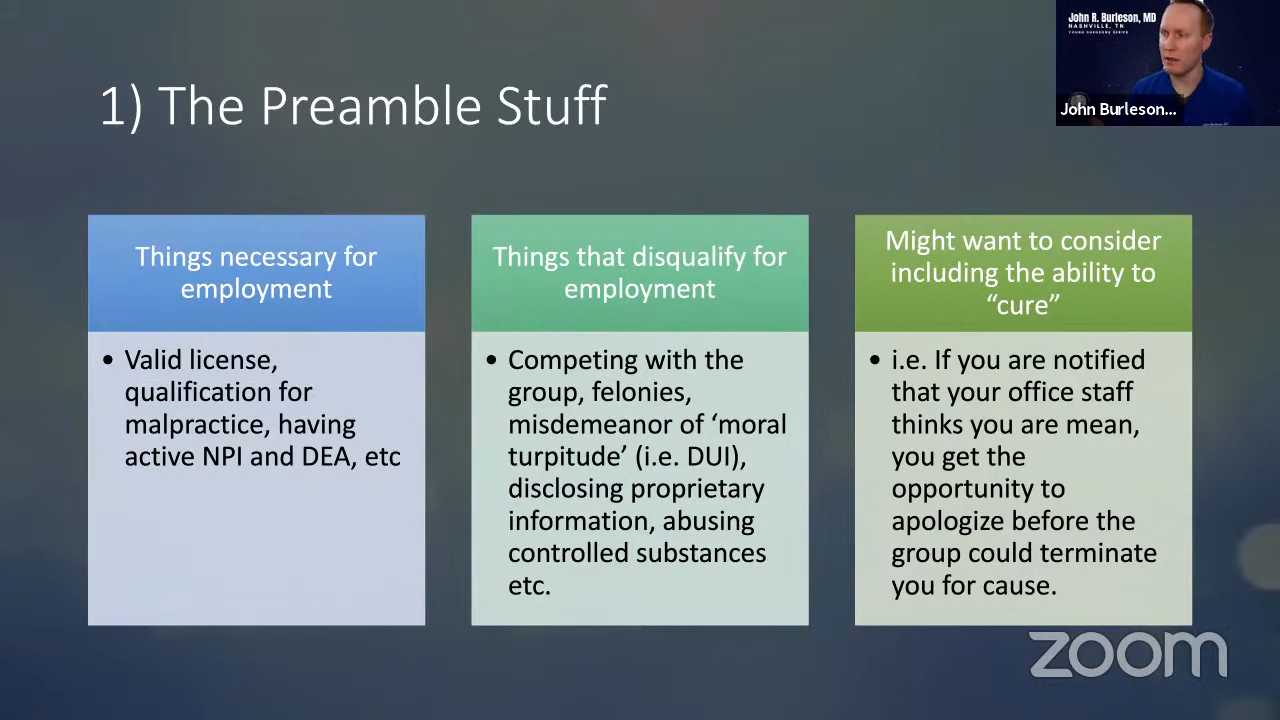 John R. Burleson, MD
NASHVILLE, TN
YOUNG SURGEONS SERIES
John Burleson...
1) The Preamble Stuff
Things necessary for
employment
• Valid license,
qualification for
malpractice, having
active NPI and DEA, etc
Things that disqualify for
employment
• Competing with the
group, felonies,
misdemeanor of ‘moral
turpitude’ (i.e. DUI),
disclosing proprietary
information, abusing
controlled substances
etc.
Might want to consider
including the ability to
“cure”
• i.e. If you are notified
that your office staff
thinks you are mean,
you get the
opportunity to
apologize before the
group could terminate
you for cause.
zoom